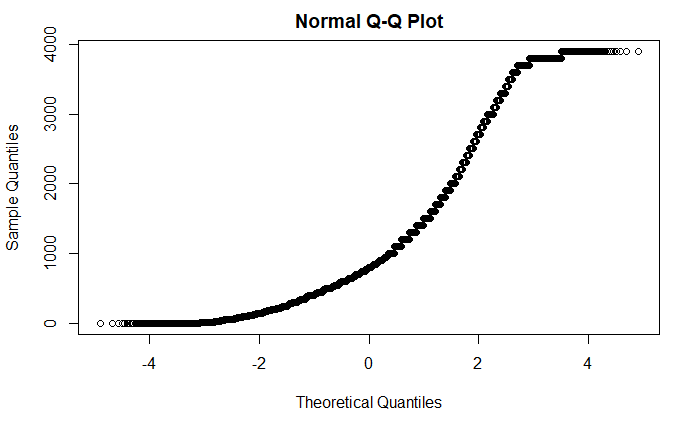 Normal Q-Q Plot
4000
3000
2000
1000
0
Sample Quantiles
-4 -2 0 2 4
Theoretical Quantiles